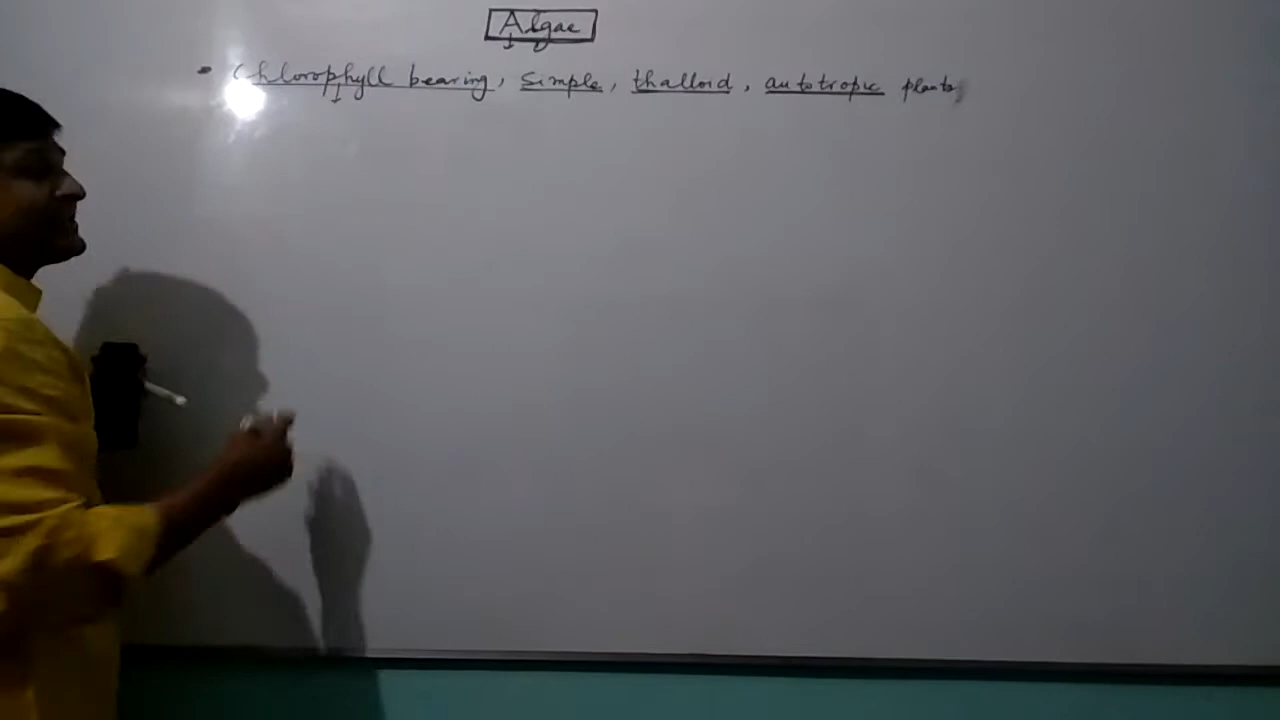 Algae
• Chlorophyll bearing, simple, thalloid, autotropic plants,